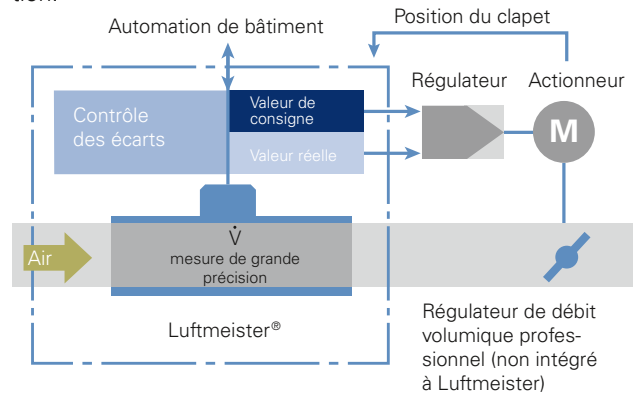 tion.
Automation de bâtiment
Position du clapet
Régulateur
Actionneur
Contrôle
des écarts
Valeur de
consigne
Valeur réelle
M
Air
V̇
mesure de grande
précision
Luftmeister®
Régulateur de débit
volumique profes-
sionnel (non intégré
à Luftmeister)